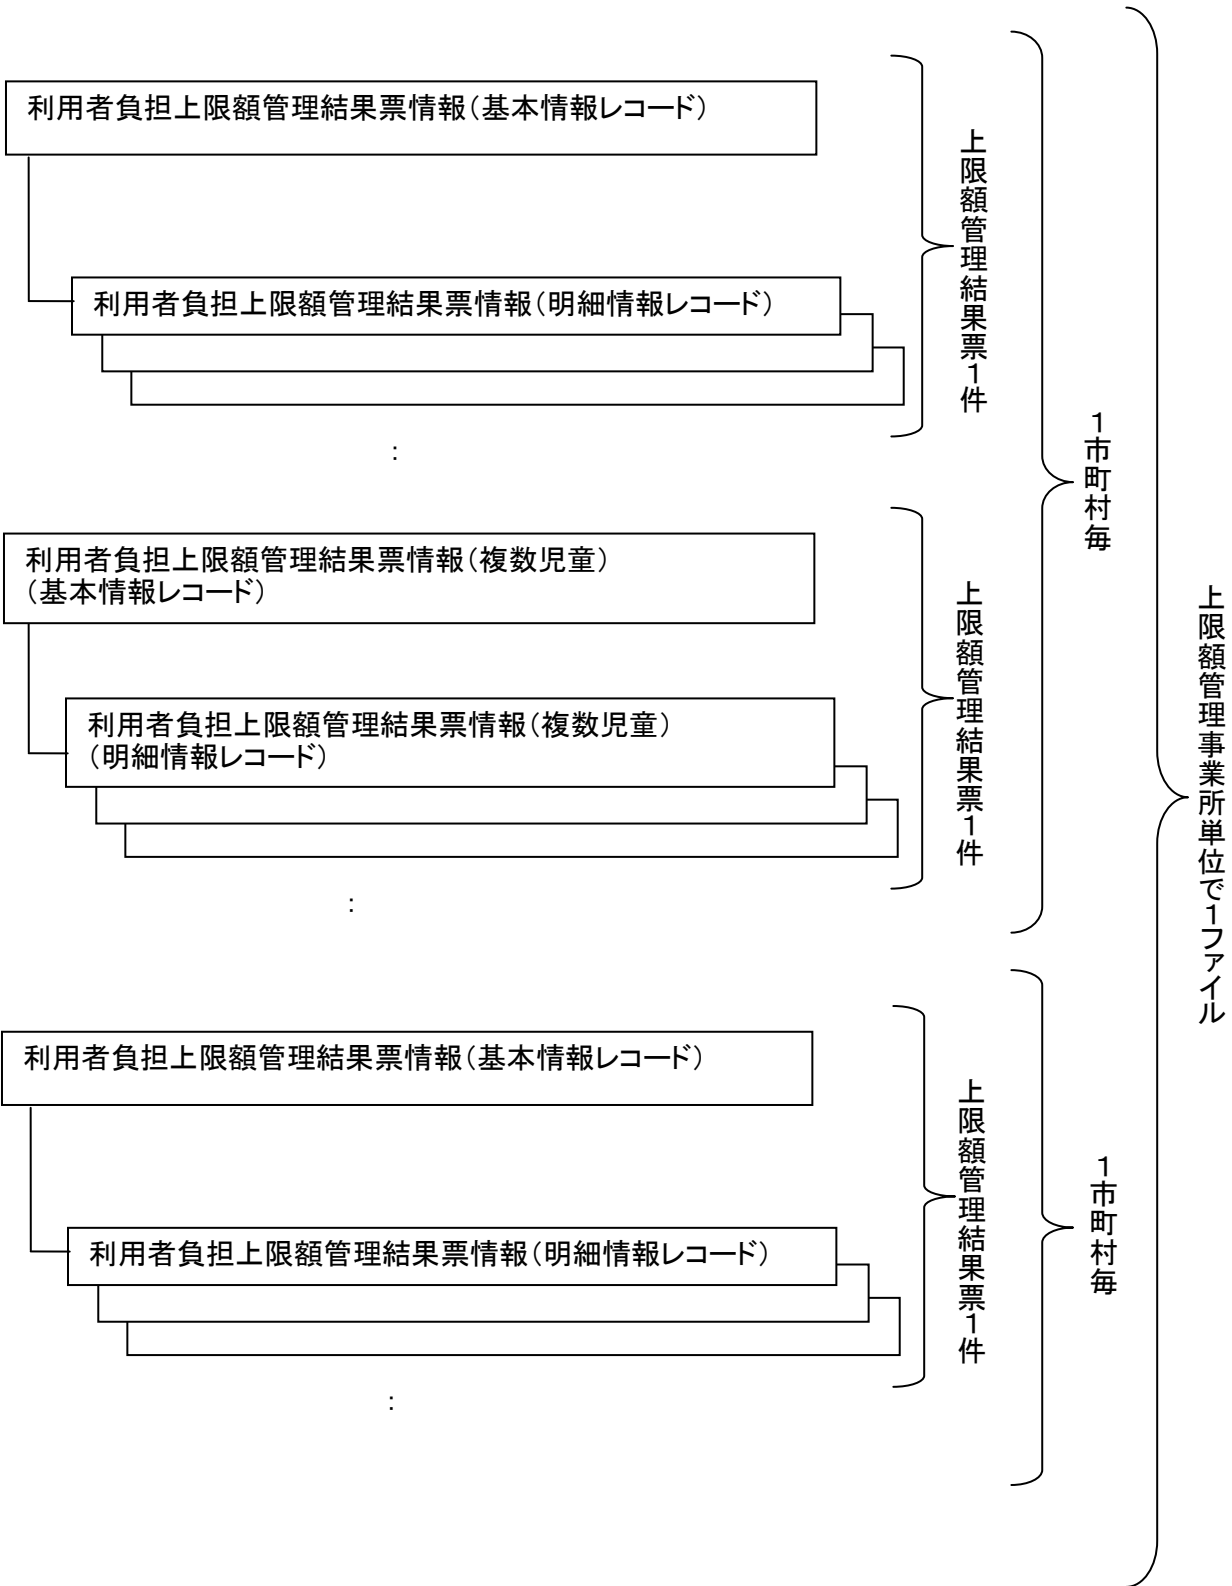 利用者負担上限額管理結果票情報（基本情報レコード）
利用者負担上限額管理結果票情報（明細情報レコード）
：
上限額管理結果票１件
利用者負担上限額管理結果票情報（複数児童）
（基本情報レコード）
利用者負担上限額管理結果票情報（複数児童）
（明細情報レコード）
：
上限額管理結果票１件
１市町村毎
利用者負担上限額管理結果票情報（基本情報レコード）
利用者負担上限額管理結果票情報（明細情報レコード）
：
上限額管理結果票１件
１市町村毎
上限額管理事業所単位で１ファイル